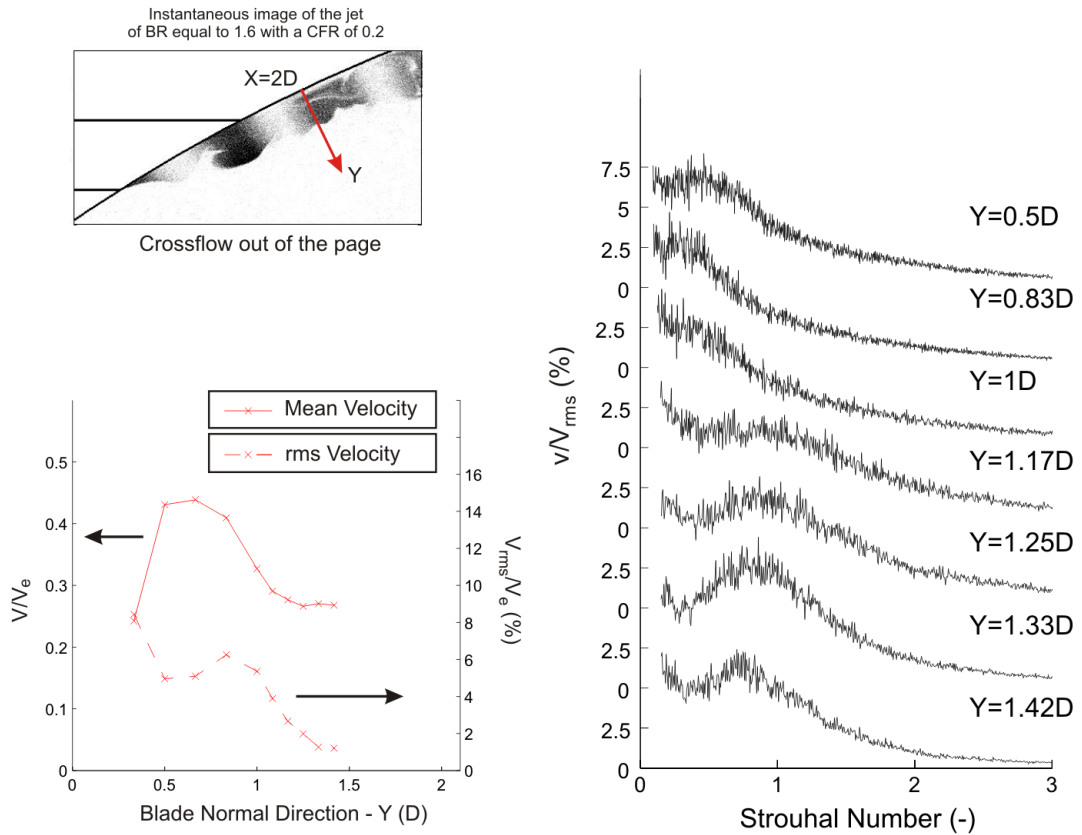 Instantaneous image of the jet
of BR equal to 1.6 with a CFR of 0.2
X=2D
Y
Crossflow out of the page
Mean Velocity
rms Velocity
0.5
0.4
0.3
0.2
0.1
0
V/Ve
16
14
12
10
8
6
4
2
0
Vrms/Ve (%)
0
0.5
1
1.5
2
Blade Normal Direction - Y (D)
7.5
5
2.5
0
2.5
0
2.5
0
2.5
0
2.5
0
2.5
0
2.5
0
v/Vrms (%)
Y=0.5D
Y=0.83D
Y=1D
Y=1.17D
Y=1.25D
Y=1.33D
Y=1.42D
0
1
2
3
Strouhal Number (-)